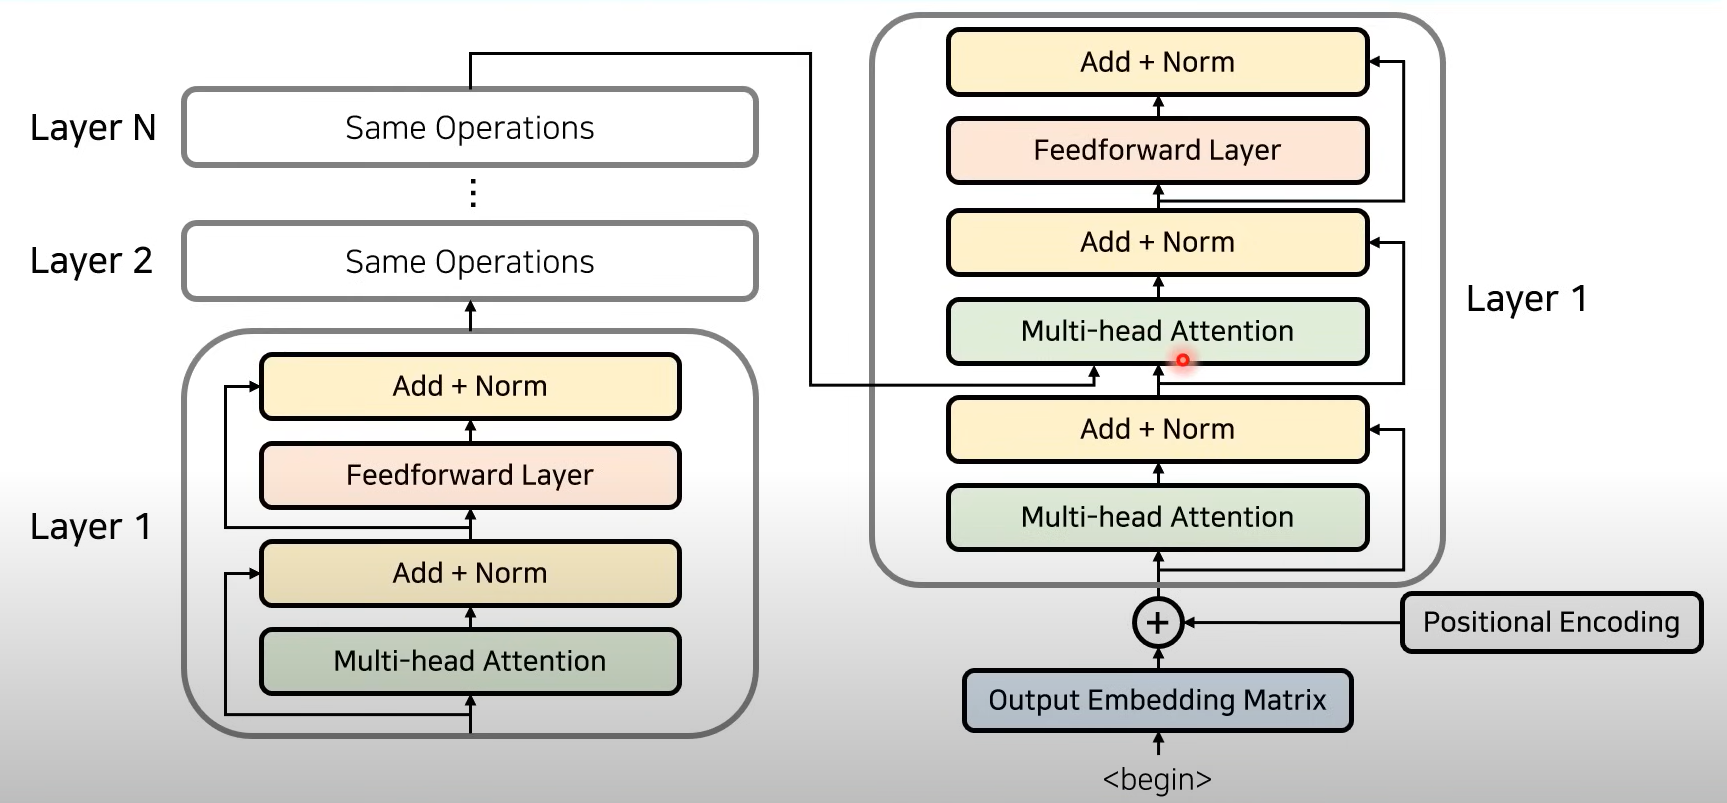 Layer N
Same Operations
Layer 2
Same Operations
Layer 1
Add + Norm
Feedforward Layer
Add + Norm
Multi-head Attention
Add + Norm
Feedforward Layer
Add + Norm
Multi-head Attention
Add + Norm
Multi-head Attention
Layer 1
+
Positional Encoding
Output Embedding Matrix
<begin>